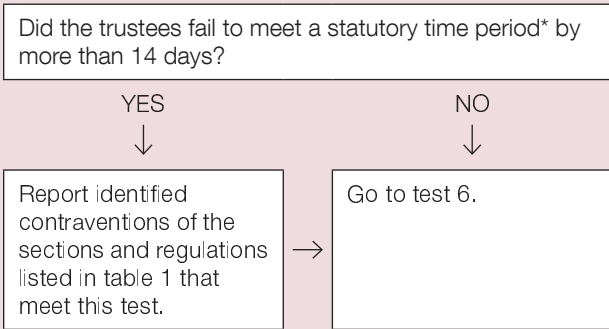 Did the trustees fail to meet a statutory time period* by
more than 14 days?
YES
NO
Report identified
contraventions of the
sections and regulations
listed in table 1 that
meet this test.
Go to test 6.